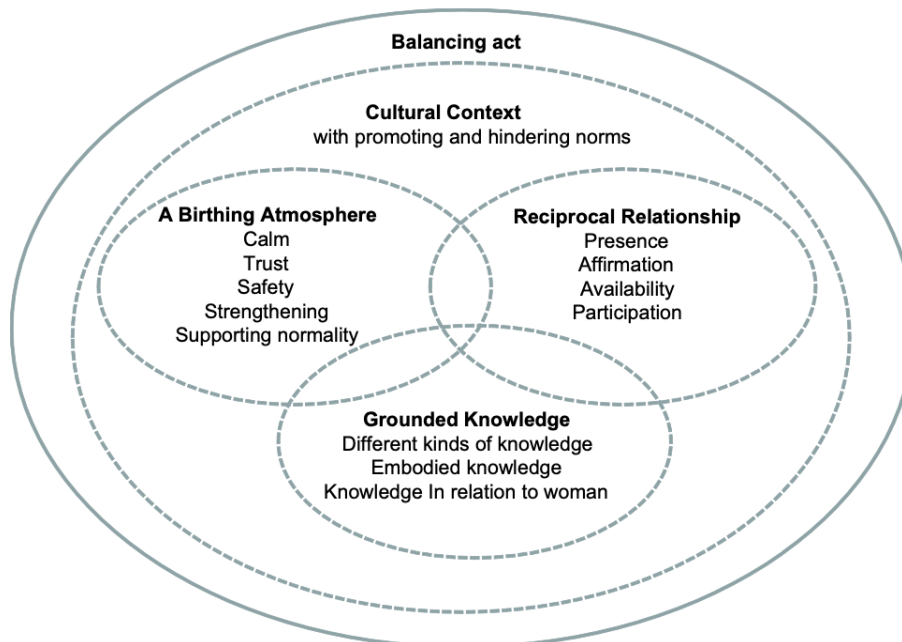 Balancing act
Cultural Context
with promoting and hindering norms
A Birthing Atmosphere
Calm
Trust
Safety
Strengthening
Supporting normality
Reciprocal Relationship
Presence
Affirmation
Availability
Participation
Grounded Knowledge
Different kinds of knowledge
Embodied knowledge
Knowledge In relation to woman